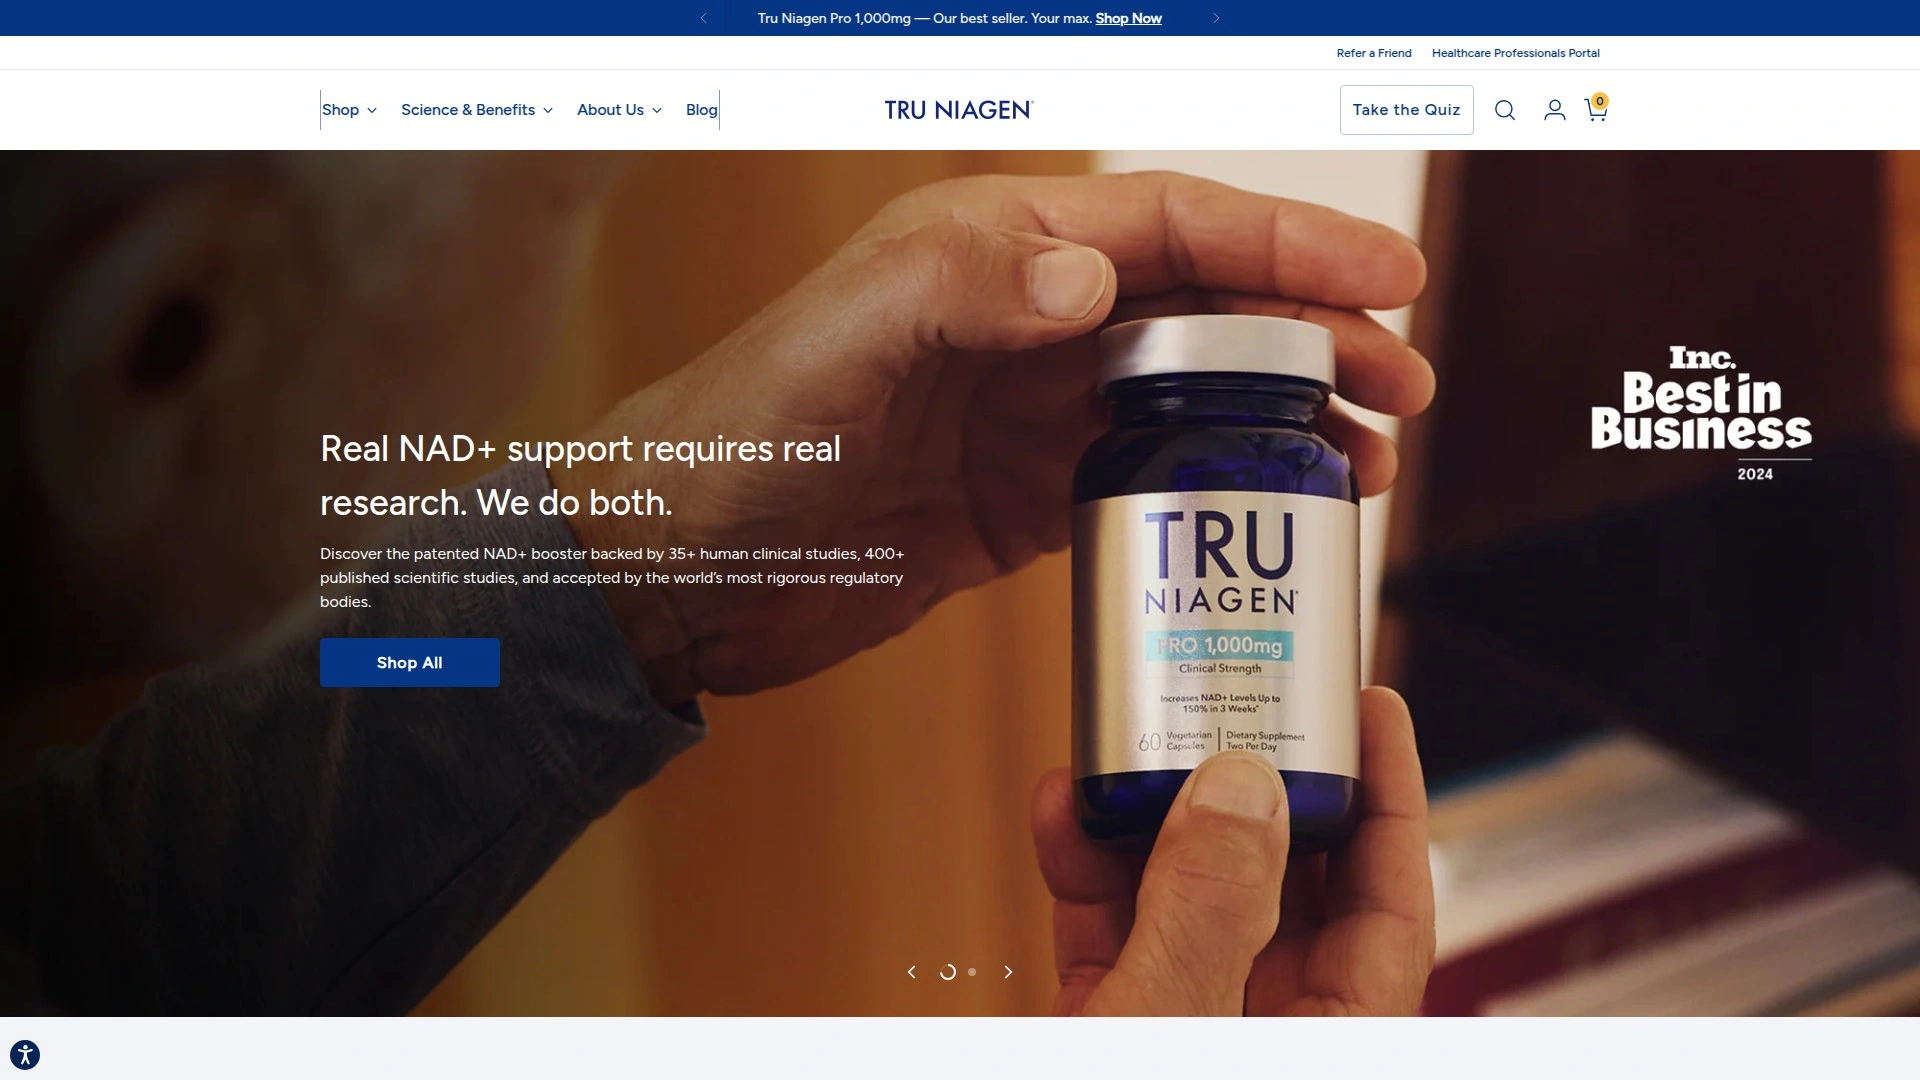 Tru Niagen Pro 1,000mg — Our best seller. Your max. Shop Now
Refer a Friend
Healthcare Professionals Portal
Shop
Science & Benefits
About Us
Blog
TRU NIAGEN®
Take the Quiz
0
Inc.
Best in
Business
2024
Real NAD+ support requires real
research. We do both.
Discover the patented NAD+ booster backed by 35+ human clinical studies, 400+
published scientific studies, and accepted by the world’s most rigorous regulatory
bodies.
Shop All
TRU
NIAGEN®
PRO 1,000mg
Clinical Strength
Increases NAD+ Levels Up to
150% in 3 Weeks*
60 Vegetarian Capsules
Dietary Supplement
Two Per Day